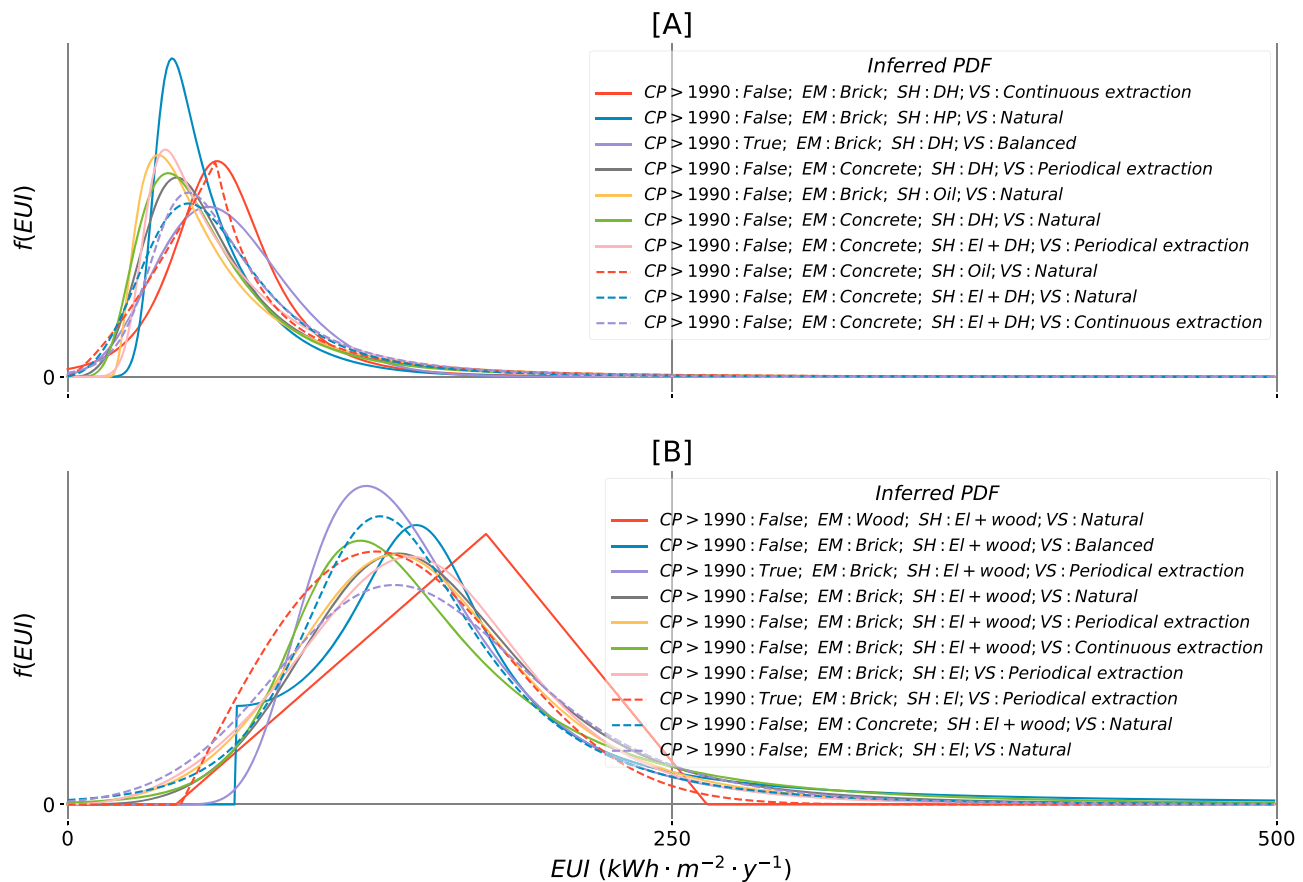 [A]
f(EUI)
0
Inferred PDF
CP > 1990 : False; EM : Brick; SH : DH; VS : Continuous extraction
CP > 1990 : False; EM : Brick; SH : HP; VS : Natural
CP > 1990 : True; EM : Brick; SH : DH; VS : Balanced
CP > 1990 : False; EM : Concrete; SH : DH; VS : Periodical extraction
CP > 1990 : False; EM : Brick; SH : Oil; VS : Natural
CP > 1990 : False; EM : Concrete; SH : DH; VS : Natural
CP > 1990 : False; EM : Concrete; SH : El + DH; VS : Periodical extraction
CP > 1990 : False; EM : Concrete; SH : Oil; VS : Natural
CP > 1990 : False; EM : Concrete; SH : El + DH; VS : Natural
CP > 1990 : False; EM : Concrete; SH : El + DH; VS : Continuous extraction
[B]
f(EUI)
0
Inferred PDF
CP > 1990 : False; EM : Wood; SH : El + wood; VS : Natural
CP > 1990 : False; EM : Brick; SH : El + wood; VS : Balanced
CP > 1990 : True; EM : Brick; SH : El + wood; VS : Periodical extraction
CP > 1990 : False; EM : Brick; SH : El + wood; VS : Natural
CP > 1990 : False; EM : Brick; SH : El + wood; VS : Periodical extraction
CP > 1990 : False; EM : Brick; SH : El + wood; VS : Continuous extraction
CP > 1990 : False; EM : Brick; SH : El; VS : Periodical extraction
CP > 1990 : True; EM : Brick; SH : El; VS : Periodical extraction
CP > 1990 : False; EM : Concrete; SH : El + wood; VS : Natural
CP > 1990 : False; EM : Brick; SH : El; VS : Natural
0 250 500
EUI (kWh · m⁻² · y⁻¹)